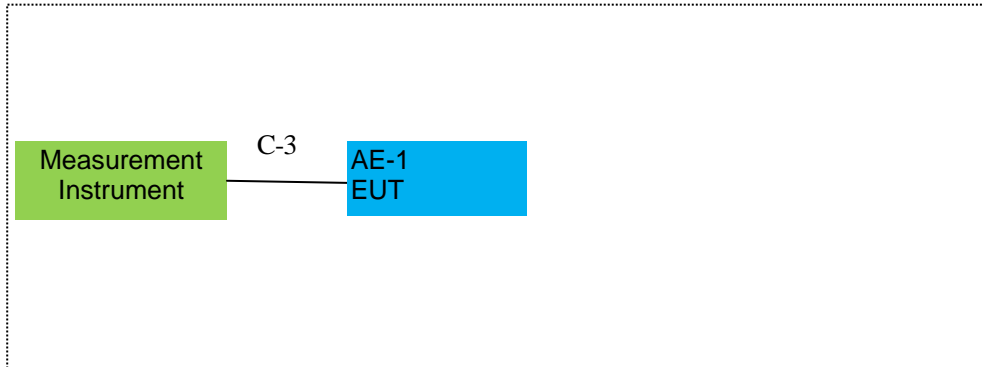 C-3
Measurement
Instrument
AE-1
EUT